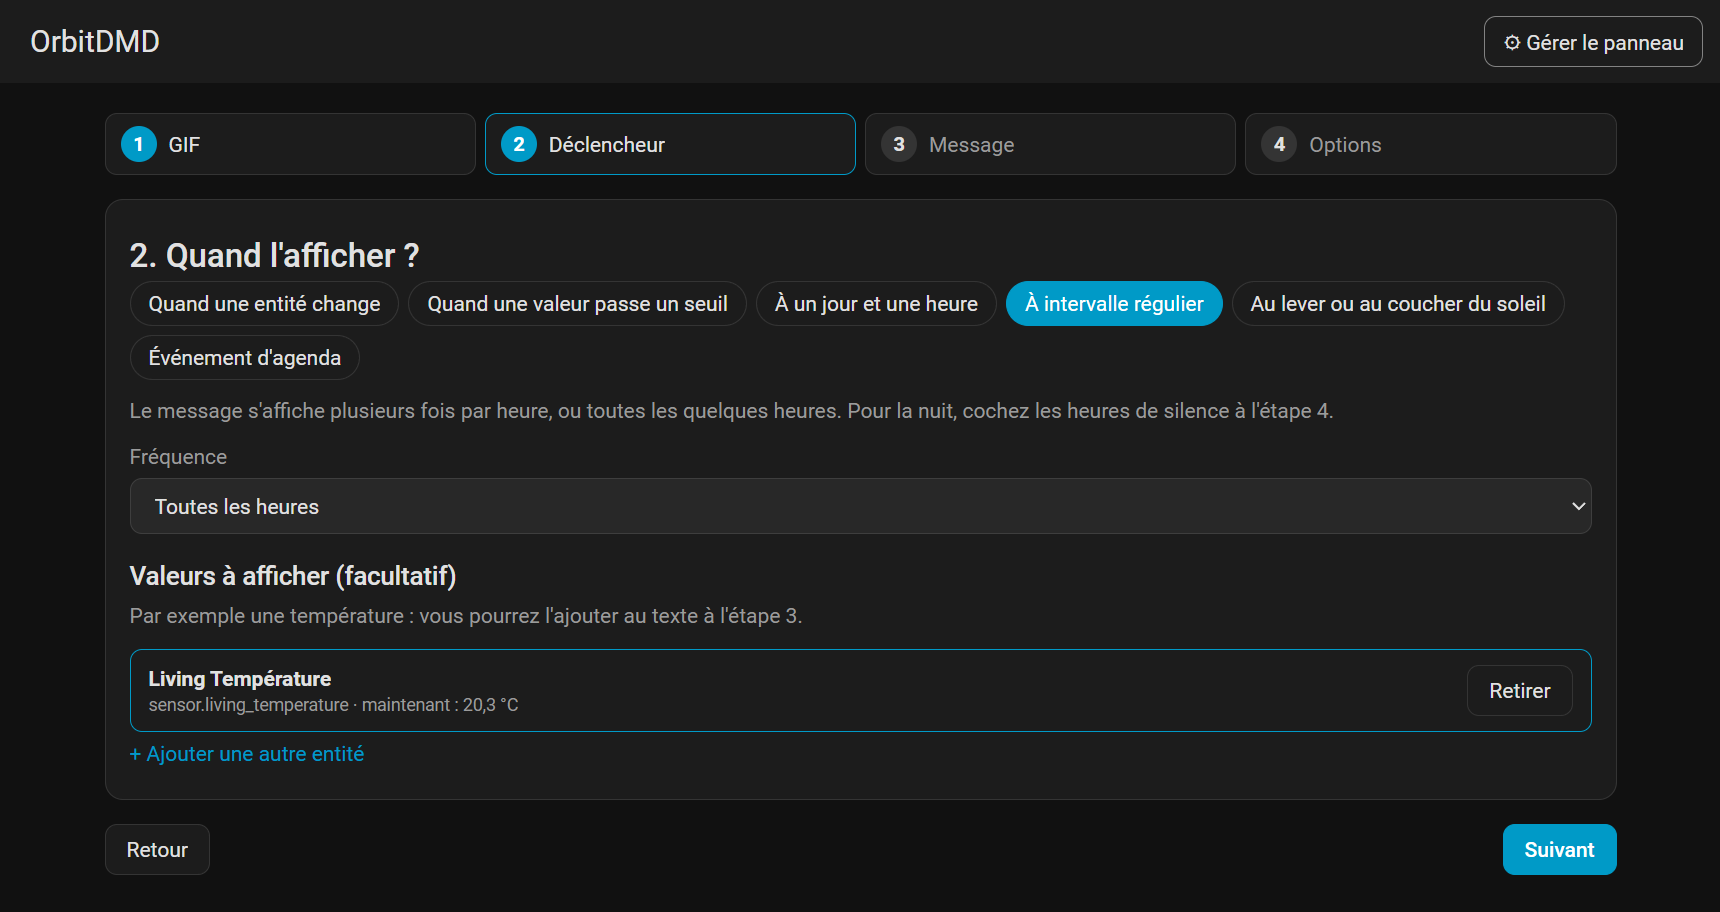 OrbitDMD
⚙ Gérer le panneau
1 GIF
2 Déclencheur
3 Message
4 Options
2. Quand l'afficher ?
Quand une entité change
Quand une valeur passe un seuil
À un jour et une heure
À intervalle régulier
Au lever ou au coucher du soleil
Événement d'agenda
Le message s'affiche plusieurs fois par heure, ou toutes les quelques heures. Pour la nuit, cochez les heures de silence à l'étape 4.
Fréquence
Toutes les heures
Valeurs à afficher (facultatif)
Par exemple une température : vous pourrez l'ajouter au texte à l'étape 3.
Living Température
sensor.living_temperature · maintenant : 20,3 °C
Retirer
+ Ajouter une autre entité
Retour
Suivant